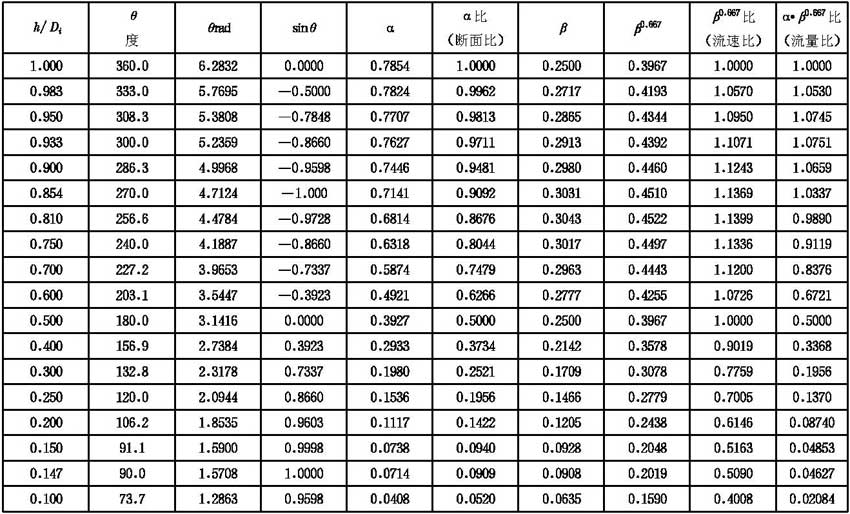 h/Di θ度 θrad sinθ α α比（断面比） β β^0.667 β^0.667比（流速比） α•β^0.667比（流量比）
1.000 360.0 6.2832 0.0000 0.7854 1.0000 0.2500 0.3967 1.0000 1.0000
0.983 333.0 5.7695 —0.5000 0.7824 0.9962 0.2717 0.4193 1.0570 1.0530
0.950 308.3 5.3808 —0.7848 0.7707 0.9813 0.2865 0.4344 1.0950 1.0745
0.933 300.0 5.2359 —0.8660 0.7627 0.9711 0.2913 0.4392 1.1071 1.0751
0.900 286.3 4.9968 —0.9598 0.7446 0.9481 0.2980 0.4460 1.1243 1.0659
0.854 270.0 4.7124 —1.000 0.7141 0.9092 0.3031 0.4510 1.1369 1.0337
0.810 256.6 4.4784 —0.9728 0.6814 0.8676 0.3043 0.4522 1.1399 0.9890
0.750 240.0 4.1887 —0.8660 0.6318 0.8044 0.3017 0.4497 1.1336 0.9119
0.700 227.2 3.9653 —0.7337 0.5874 0.7479 0.2963 0.4443 1.1200 0.8376
0.600 203.1 3.5447 —0.3923 0.4921 0.6266 0.2777 0.4255 1.0726 0.6721
0.500 180.0 3.1416 0.0000 0.3927 0.5000 0.2500 0.3967 1.0000 0.5000
0.400 156.9 2.7384 0.3923 0.2933 0.3734 0.2142 0.3578 0.9019 0.3368
0.300 132.8 2.3178 0.7337 0.1980 0.2521 0.1709 0.3078 0.7759 0.1956
0.250 120.0 2.0944 0.8660 0.1536 0.1956 0.1466 0.2779 0.7005 0.1370
0.200 106.2 1.8535 0.9603 0.1117 0.1422 0.1205 0.2438 0.6146 0.08740
0.150 91.1 1.5900 0.9998 0.0738 0.0940 0.0928 0.2048 0.5163 0.04853
0.147 90.0 1.5708 1.0000 0.0714 0.0909 0.0908 0.2019 0.5090 0.04627
0.100 73.7 1.2863 0.9598 0.0408 0.0520 0.0635 0.1590 0.4008 0.02084